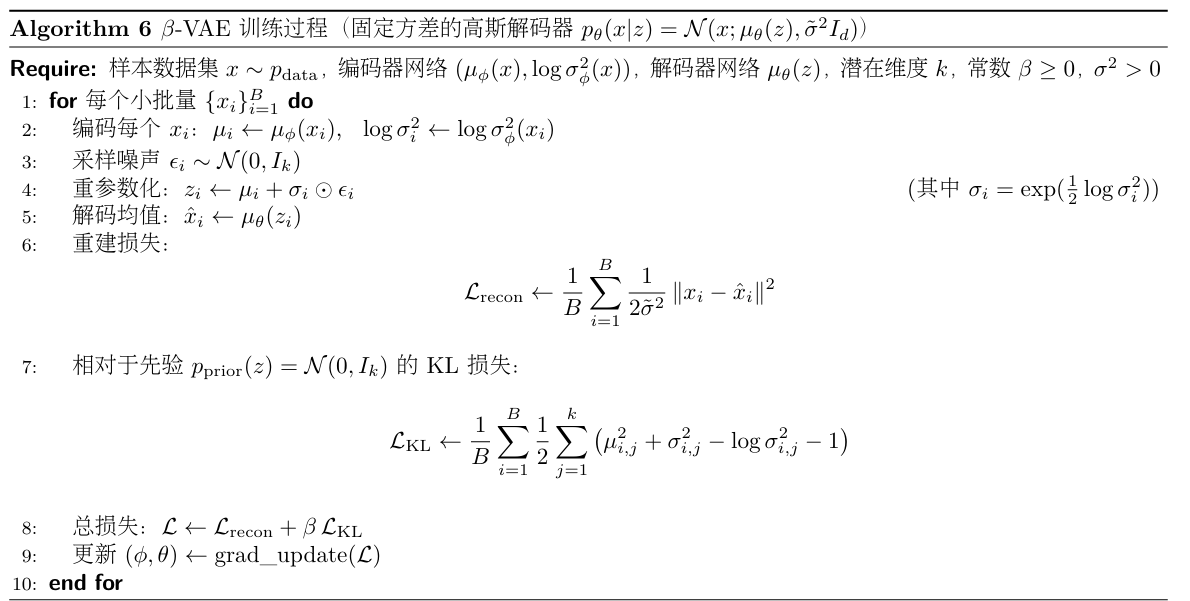 Algorithm 6 β-VAE 训练过程（固定方差的高斯解码器 p_θ(x|z) = 𝒩(x; μ_θ(z), σ̃²I_d)）
Require: 样本数据集 x ∼ p_data, 编码器网络 (μ_ϕ(x), log σ²_ϕ(x)), 解码器网络 μ_θ(z), 潜在维度 k, 常数 β ≥ 0, σ² > 0
1: for 每个小批量 {x_i}^B_{i=1} do
2: 编码每个 x_i: μ_i ← μ_ϕ(x_i), log σ²_i ← log σ²_ϕ(x_i)
3: 采样噪声 ϵ_i ∼ 𝒩(0, I_k)
4: 重参数化: z_i ← μ_i + σ_i ⊙ ϵ_i (其中 σ_i = exp(½ log σ²_i))
5: 解码均值: x̂_i ← μ_θ(z_i)
6: 重建损失:
ℒ_recon ← \frac{1}{B} \sum_{i=1}^{B} \frac{1}{2σ̃²} ‖x_i − x̂_i‖²
7: 相对于先验 p_prior(z) = 𝒩(0, I_k) 的 KL 损失:
ℒ_KL ← \frac{1}{B} \sum_{i=1}^{B} \frac{1}{2} \sum_{j=1}^{k} (μ²_{i,j} + σ²_{i,j} − log σ²_{i,j} − 1)
8: 总损失: ℒ ← ℒ_recon + β ℒ_KL
9: 更新 (ϕ, θ) ← grad_update(ℒ)
10: end for